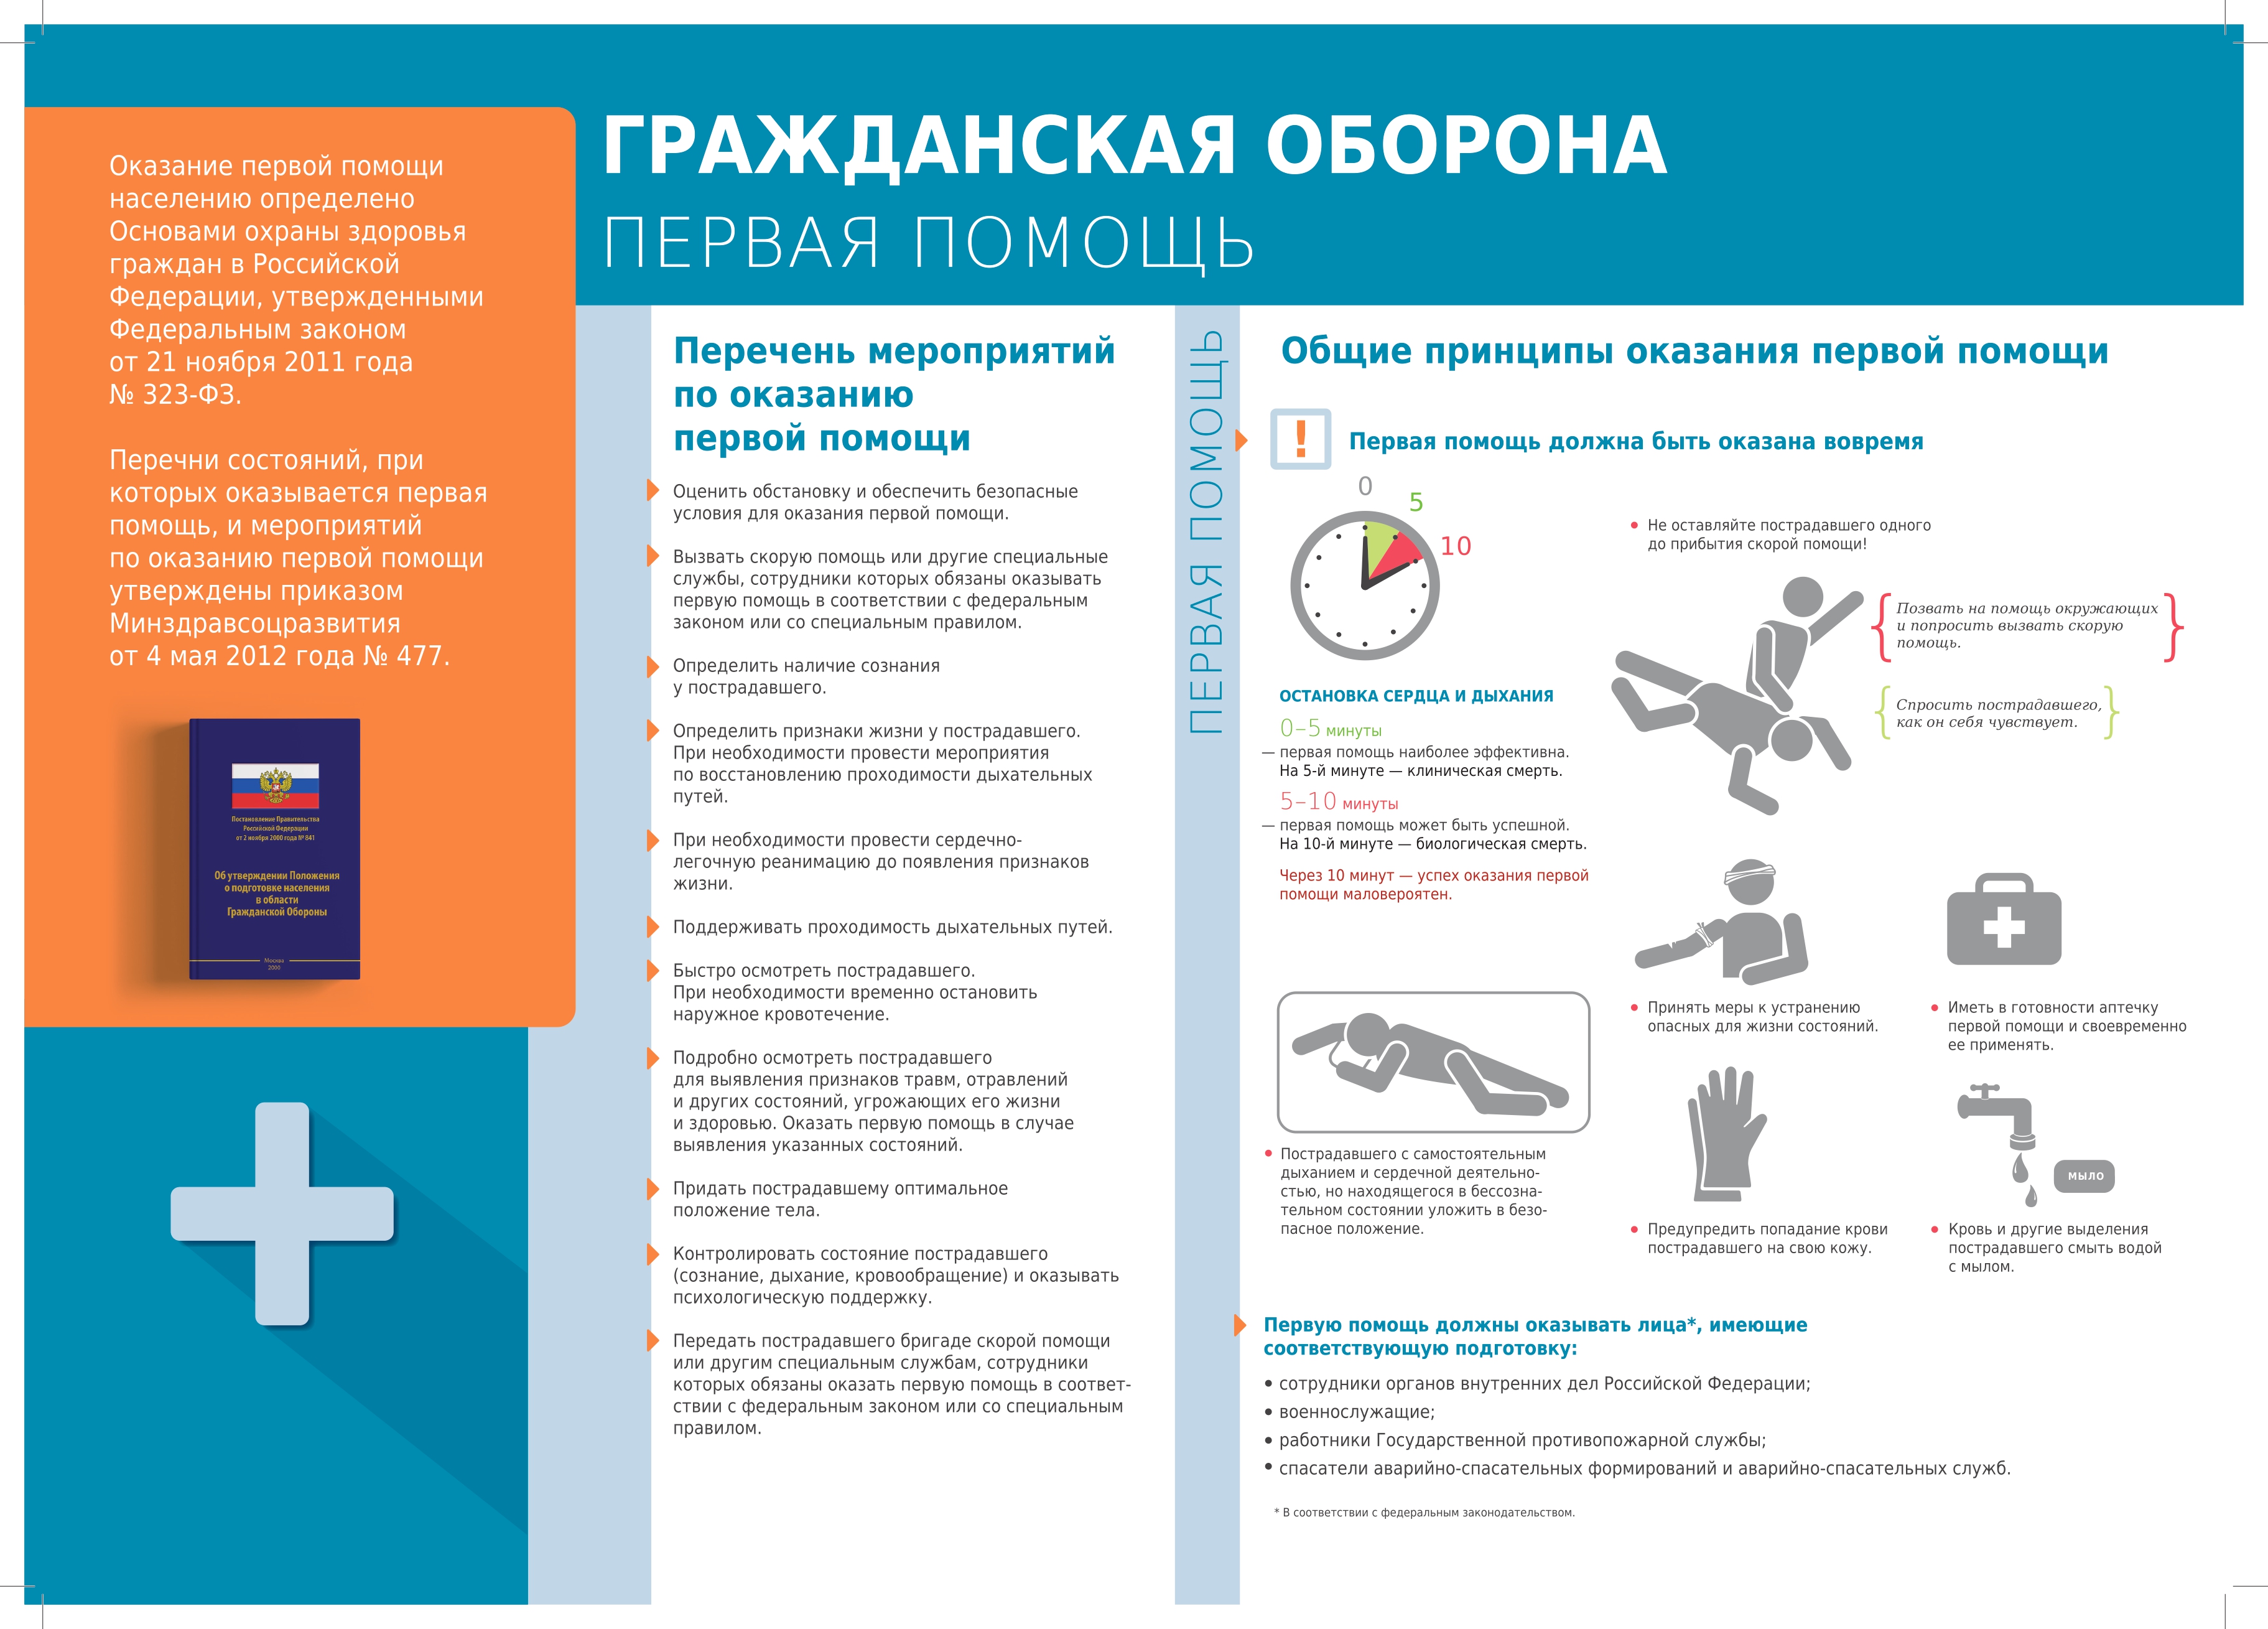 ГРАЖДАНСКАЯ ОБОРОНА
ПЕРВАЯ ПОМОЩЬ
Оказание первой помощи
населению определено
Основами охраны здоровья
граждан в Российской
Федерации, утвержденными
Федеральным законом
от 21 ноября 2011 года
№ 323-ФЗ.
Перечни состояний, при
которых оказывается первая
помощь, и мероприятий
по оказанию первой помощи
утверждены приказом
Минздравсоцразвития
от 4 мая 2012 года № 477.
Постановление Правительства
Российской Федерации
от 2 ноября 2000 года № 841
Об утверждении Положения
о подготовке населения
в области
Гражданской Обороны
Москва
2000
Перечень мероприятий
по оказанию
первой помощи
Оценить обстановку и обеспечить безопасные
условия для оказания первой помощи.
Вызвать скорую помощь или другие специальные
службы, сотрудники которых обязаны оказывать
первую помощь в соответствии с федеральным
законом или со специальным правилом.
Определить наличие сознания
у пострадавшего.
Определить признаки жизни у пострадавшего.
При необходимости провести мероприятия
по восстановлению проходимости дыхательных
путей.
При необходимости провести сердечно-
легочную реанимацию до появления признаков
жизни.
Поддерживать проходимость дыхательных путей.
Быстро осмотреть пострадавшего.
При необходимости временно остановить
наружное кровотечение.
Подробно осмотреть пострадавшего
для выявления признаков травм, отравлений
и других состояний, угрожающих его жизни
и здоровью. Оказать первую помощь в случае
выявления указанных состояний.
Придать пострадавшему оптимальное
положение тела.
Контролировать состояние пострадавшего
(сознание, дыхание, кровообращение) и оказывать
психологическую поддержку.
Передать пострадавшего бригаде скорой помощи
или другим специальным службам, сотрудники
которых обязаны оказать первую помощь в соответ-
ствии с федеральным законом или со специальным
правилом.
ПЕРВАЯ ПОМОЩЬ
Общие принципы оказания первой помощи
! Первая помощь должна быть оказана вовремя
0
5
10
ОСТАНОВКА СЕРДЦА И ДЫХАНИЯ
0–5 минуты
— первая помощь наиболее эффективна.
На 5-й минуте — клиническая смерть.
5–10 минуты
— первая помощь может быть успешной.
На 10-й минуте — биологическая смерть.
Через 10 минут — успех оказания первой
помощи маловероятен.
• Пострадавшего с самостоятельным
дыханием и сердечной деятельно-
стью, но находящегося в бессозна-
тельном состоянии уложить в безо-
пасное положение.
• Не оставляйте пострадавшего одного
до прибытия скорой помощи!
{Позвать на помощь окружающих
и попросить вызвать скорую
помощь.}
{Спросить пострадавшего,
как он себя чувствует.}
• Принять меры к устранению
опасных для жизни состояний.
• Иметь в готовности аптечку
первой помощи и своевременно
ее применять.
• Предупредить попадание крови
пострадавшего на свою кожу.
МЫЛО
• Кровь и другие выделения
пострадавшего смыть водой
с мылом.
Первую помощь должны оказывать лица*, имеющие
соответствующую подготовку:
• сотрудники органов внутренних дел Российской Федерации;
• военнослужащие;
• работники Государственной противопожарной службы;
• спасатели аварийно-спасательных формирований и аварийно-спасательных служб.
* В соответствии с федеральным законодательством.